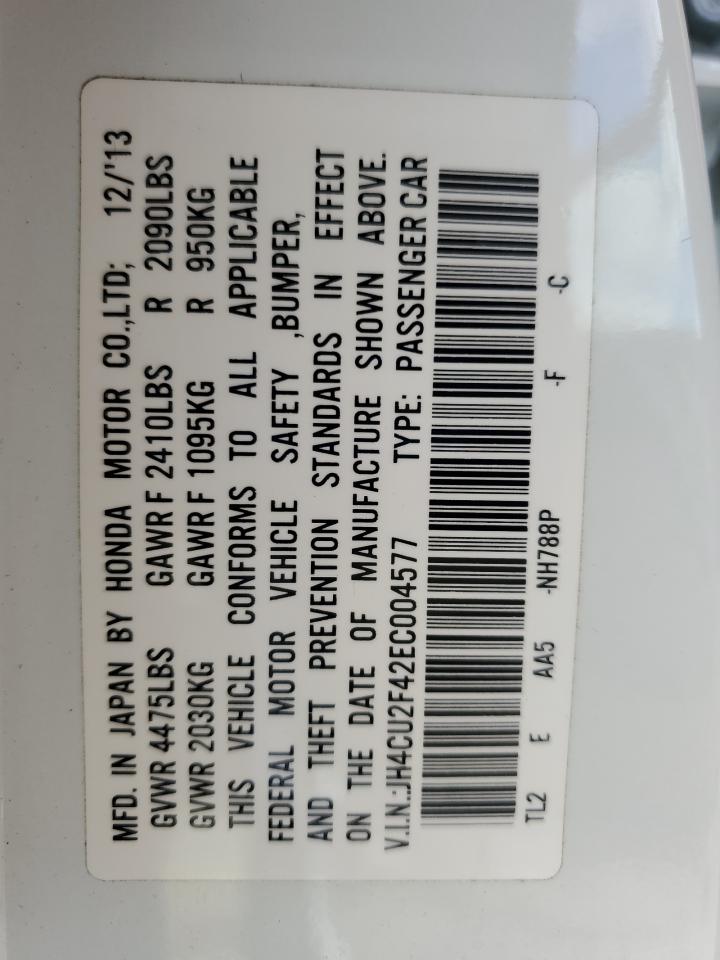 MFD. IN JAPAN BY HONDA MOTOR CO.,LTD; 12/'13
GVWR 4475LBS GAWR F 2410LBS R 2090LBS
GVWR 2030KG GAWR F 1095KG R 950KG
THIS VEHICLE CONFORMS TO ALL APPLICABLE
FEDERAL MOTOR VEHICLE SAFETY ,BUMPER,
AND THEFT PREVENTION STANDARDS IN EFFECT
ON THE DATE OF MANUFACTURE SHOWN ABOVE.
V.I.N.:JH4CU2F42EC004577 TYPE: PASSENGER CAR
TL2 E AA5 -NH788P -F -C